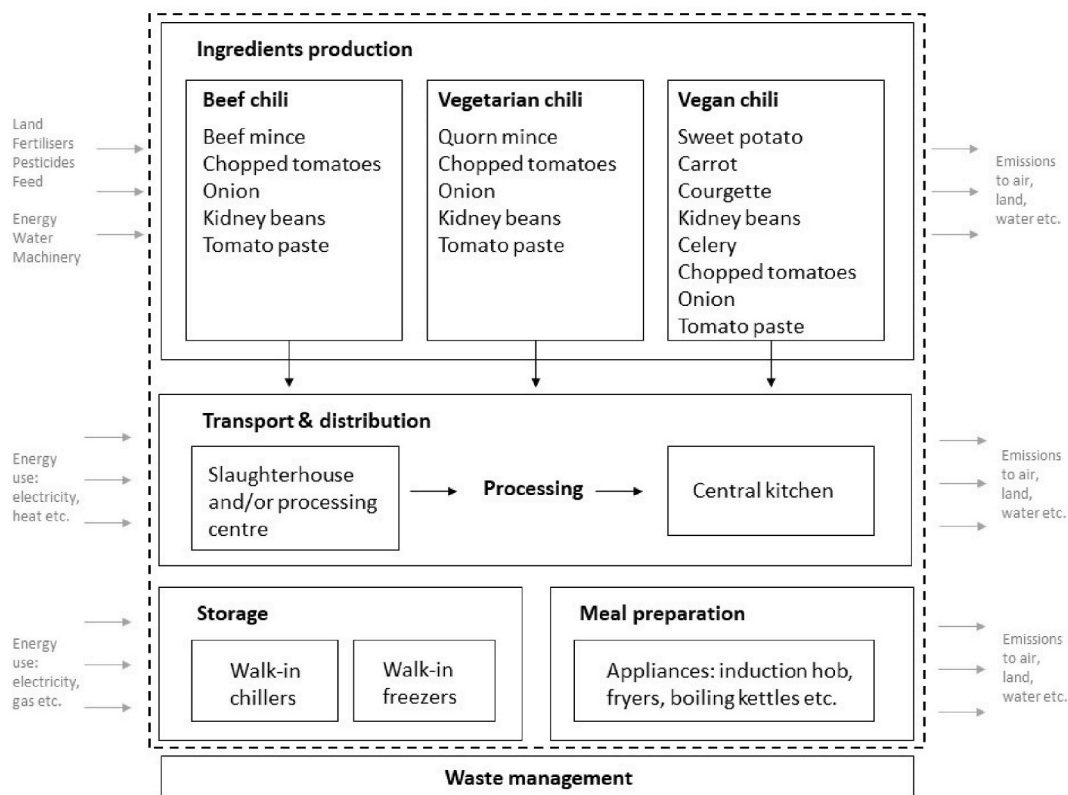 Ingredients production
Beef chili
Beef mince
Chopped tomatoes
Onion
Kidney beans
Tomato paste
Vegetarian chili
Quorn mince
Chopped tomatoes
Onion
Kidney beans
Tomato paste
Vegan chili
Sweet potato
Carrot
Courgette
Kidney beans
Celery
Chopped tomatoes
Onion
Tomato paste
Land
Fertilisers
Pesticides
Feed
Energy
Water
Machinery
Emissions
to air,
land,
water etc.
Transport & distribution
Slaughterhouse
and/or processing
centre
Processing
Central kitchen
Energy
use:
electricity,
heat etc.
Emissions
to air,
land,
water etc.
Storage
Walk-in
chillers
Walk-in
freezers
Meal preparation
Appliances: induction hob,
fryers, boiling kettles etc.
Energy
use:
electricity,
gas etc.
Emissions
to air,
land,
water etc.
Waste management